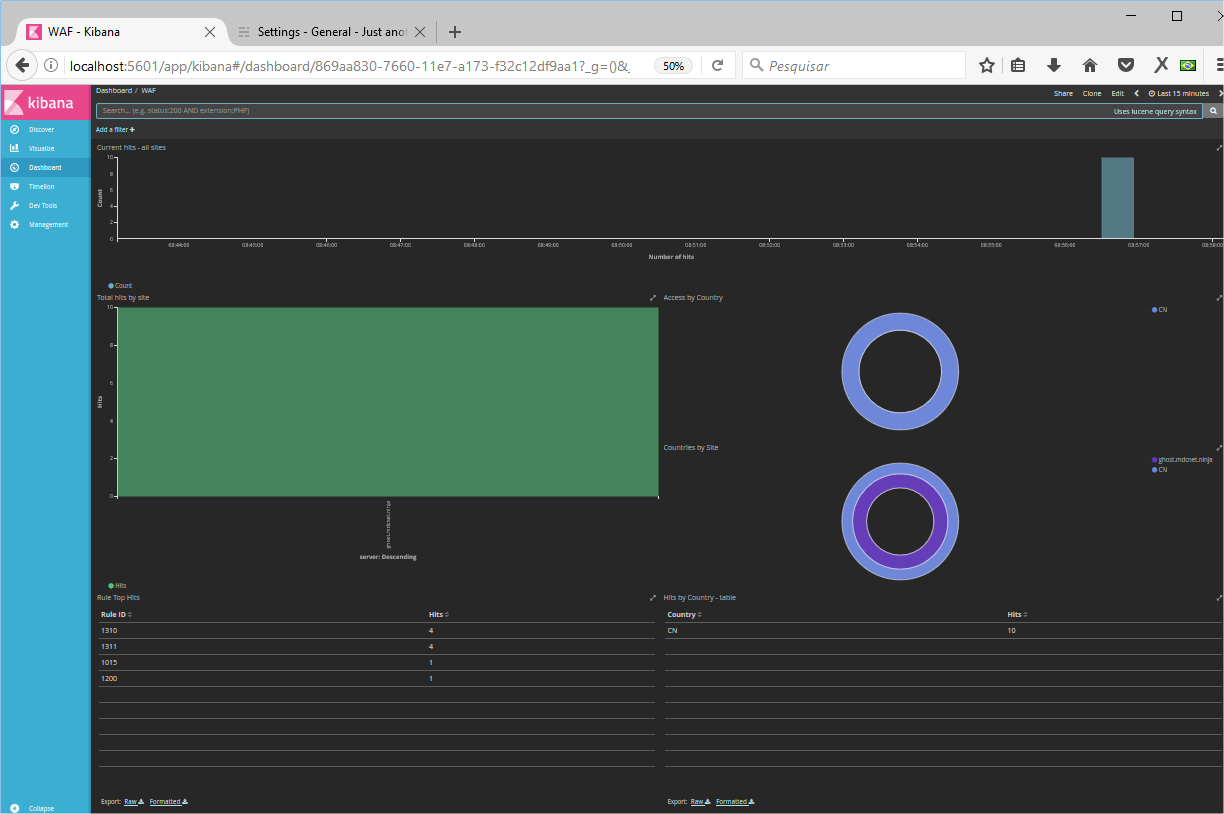 WAF - Kibana
Settings - General - Just anot
localhost:5601/app/kibana#/dashboard/869aa830-7660-11e7-a173-f32c12df9aa1?_g=()&_
50%
Pesquisar
kibana
Dashboard / WAF
Share Clone Edit Last 15 minutes
Search... (e.g. status:200 AND extension:PHP)
Uses lucene query syntax
Add a filter +
Discover
Visualize
Dashboard
Timelion
Dev Tools
Management
Collapse
Current hits - all sites
10
8
6
4
2
0
Count
08:44:00 08:45:00 08:46:00 08:47:00 08:48:00 08:49:00 08:50:00 08:51:00 08:52:00 08:53:00 08:54:00 08:55:00 08:56:00 08:57:00 08:58:00
Number of hits
Count
Total hits by site
10
8
6
4
2
0
Hits
ghost.mdcnet.ninja
server: Descending
Hits
Access by Country
CN
Countries by Site
ghost.mdcnet.ninja
CN
Rule Top Hits
Rule ID Hits
1310 4
1311 4
1015 1
1200 1
Export: Raw Formatted
Hits by Country - table
Country Hits
CN 10
Export: Raw Formatted